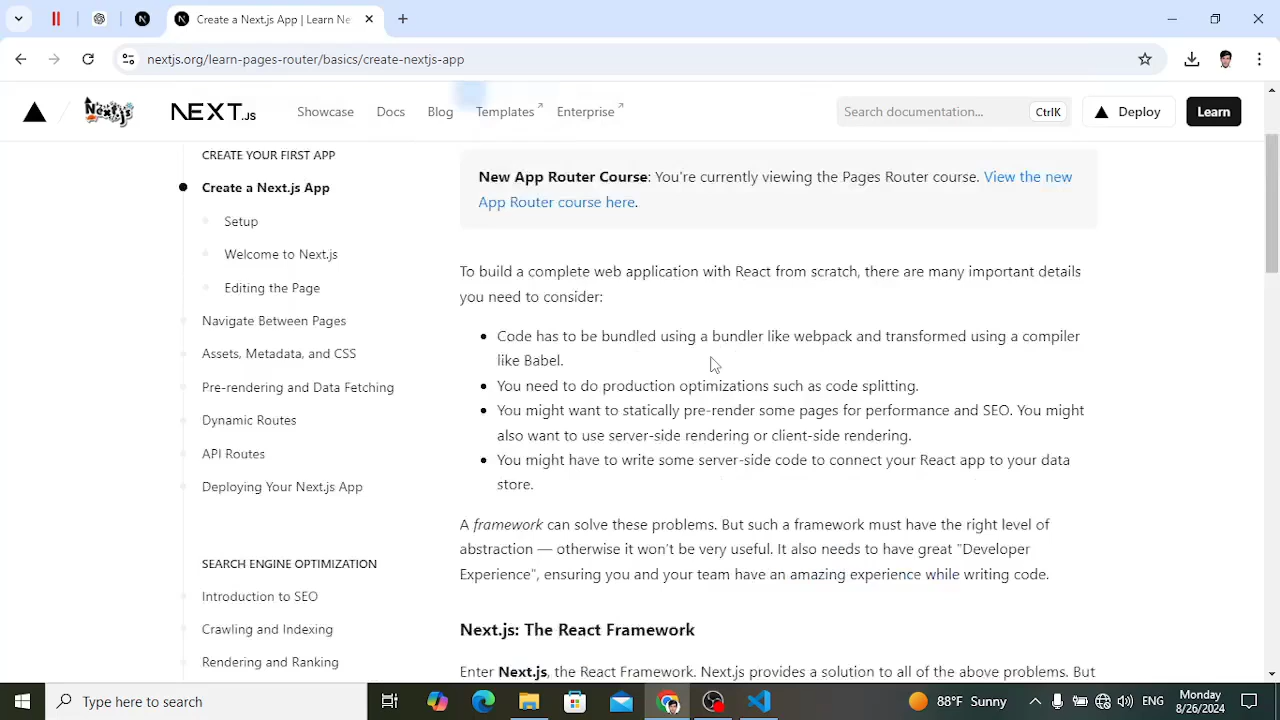 Create a Next.js App | Learn Ne
nextjs.org/learn-pages-router/basics/create-nextjs-app
Next.js
NEXT.JS
Showcase
Docs
Blog
Templates
Enterprise
Search documentation...
CtrlK
Deploy
Learn
CREATE YOUR FIRST APP
Create a Next.js App
Setup
Welcome to Next.js
Editing the Page
Navigate Between Pages
Assets, Metadata, and CSS
Pre-rendering and Data Fetching
Dynamic Routes
API Routes
Deploying Your Next.js App
SEARCH ENGINE OPTIMIZATION
Introduction to SEO
Crawling and Indexing
Rendering and Ranking
New App Router Course: You're currently viewing the Pages Router course. View the new
App Router course here.
To build a complete web application with React from scratch, there are many important details
you need to consider:
Code has to be bundled using a bundler like webpack and transformed using a compiler
like Babel.
You need to do production optimizations such as code splitting.
You might want to statically pre-render some pages for performance and SEO. You might
also want to use server-side rendering or client-side rendering.
You might have to write some server-side code to connect your React app to your data
store.
A framework can solve these problems. But such a framework must have the right level of
abstraction — otherwise it won't be very useful. It also needs to have great "Developer
Experience", ensuring you and your team have an amazing experience while writing code.
Next.js: The React Framework
Enter Next.js, the React Framework. Next.js provides a solution to all of the above problems. But
Type here to search
88°F Sunny
ENG
Monday
8/26/2024